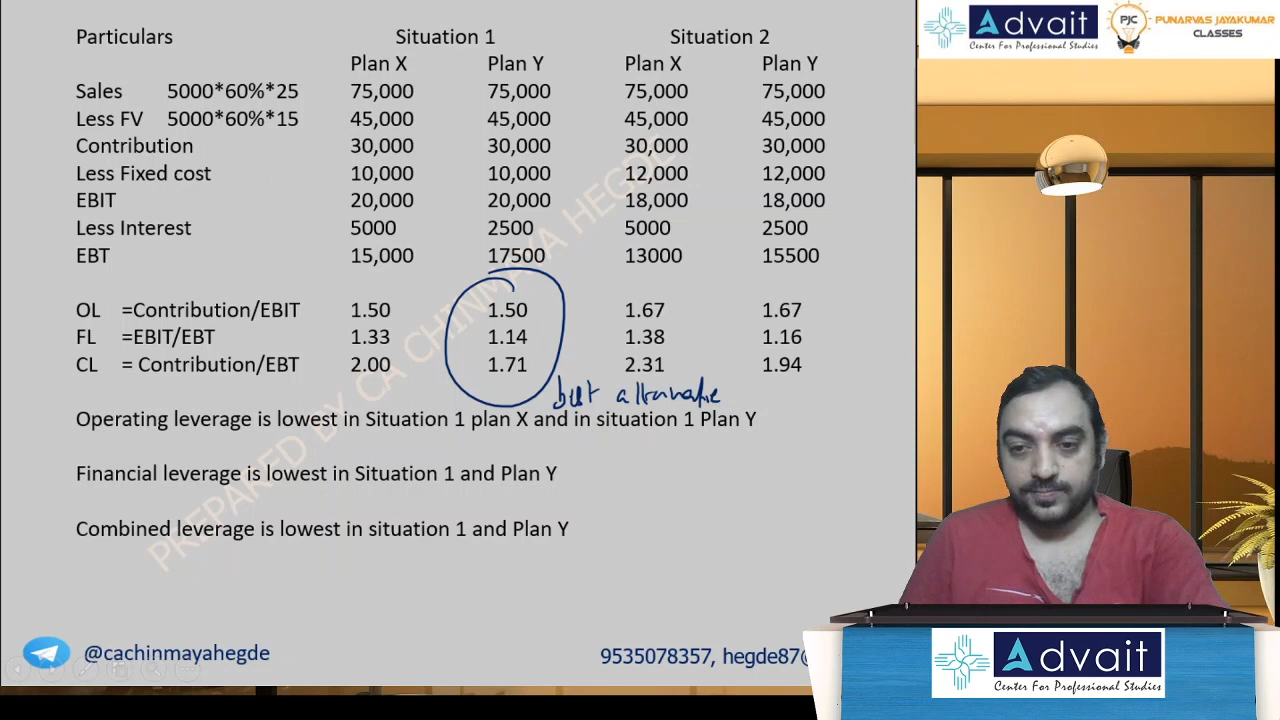 Particulars Situation 1 Situation 2
Plan X Plan Y Plan X Plan Y
Sales 5000*60%*25 75,000 75,000 75,000 75,000
Less FV 5000*60%*15 45,000 45,000 45,000 45,000
Contribution 30,000 30,000 30,000 30,000
Less Fixed cost 10,000 10,000 12,000 12,000
EBIT 20,000 20,000 18,000 18,000
Less Interest 5000 2500 5000 2500
EBT 15,000 17500 13000 15500
OL =Contribution/EBIT 1.50 1.50 1.67 1.67
FL =EBIT/EBT 1.33 1.14 1.38 1.16
CL = Contribution/EBT 2.00 1.71 2.31 1.94
best alternative
Operating leverage is lowest in Situation 1 plan X and in situation 1 Plan Y
Financial leverage is lowest in Situation 1 and Plan Y
Combined leverage is lowest in situation 1 and Plan Y
PREPARED BY CA CHINMAYA HEGDE
@cachinmayahegde
9535078357, hegde87@
Advait
Center For Professional Studies
PJC
PUNARVAS JAYAKUMAR
CLASSES
Advait
Center For Professional Studies